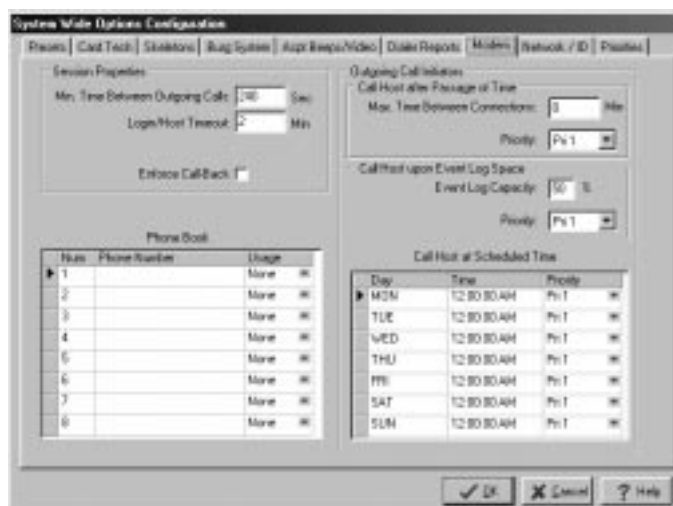 System Wide Options Configuration
Presets Card Tech Skeletons Burg System Acpt Beeps/Video Dialer Reports Modem Network / ID Priorities
Session Properties
Min. Time Between Outgoing Calls: Sec
Login/Host Timeout: 2 Min
Enforce Call-Back
Outgoing Call Initiators
Call Host after Passage of Time
Max. Time Between Connections: 0 Min
Priority: Pri 1
Call Host upon Event Log Space
Event Log Capacity: 50 %
Priority: Pri 1
Phone Book
Num Phone Number Usage
1 None
2 None
3 None
4 None
5 None
6 None
7 None
8 None
Call Host at Scheduled Time
Day Time Priority
MON 12:00:00 AM Pri 1
TUE 12:00:00 AM Pri 1
WED 12:00:00 AM Pri 1
THU 12:00:00 AM Pri 1
FRI 12:00:00 AM Pri 1
SAT 12:00:00 AM Pri 1
SUN 12:00:00 AM Pri 1
OK Cancel ? Help